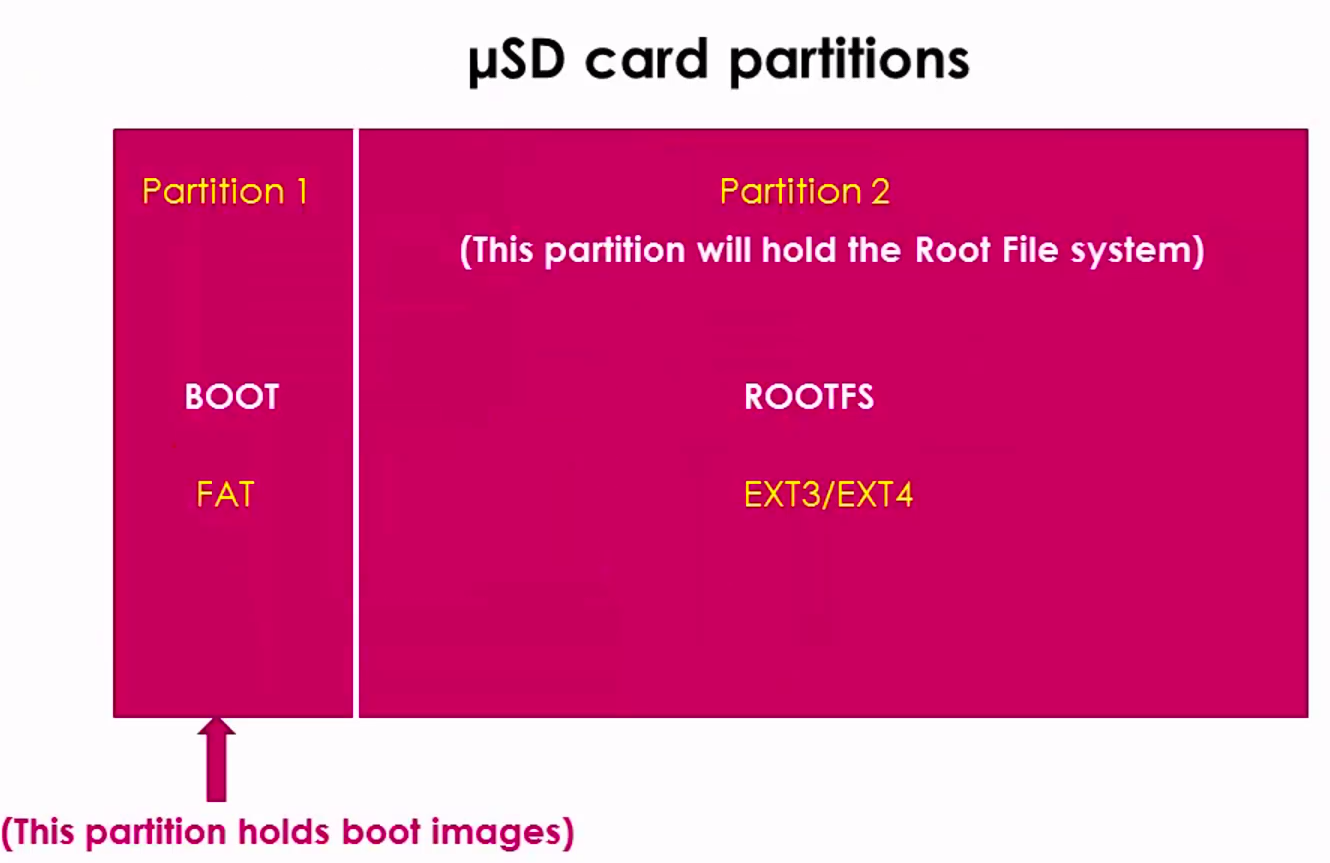 µSD card partitions
Partition 1
Partition 2
(This partition will hold the Root File system)
BOOT
ROOTFS
FAT
EXT3/EXT4
(This partition holds boot images)